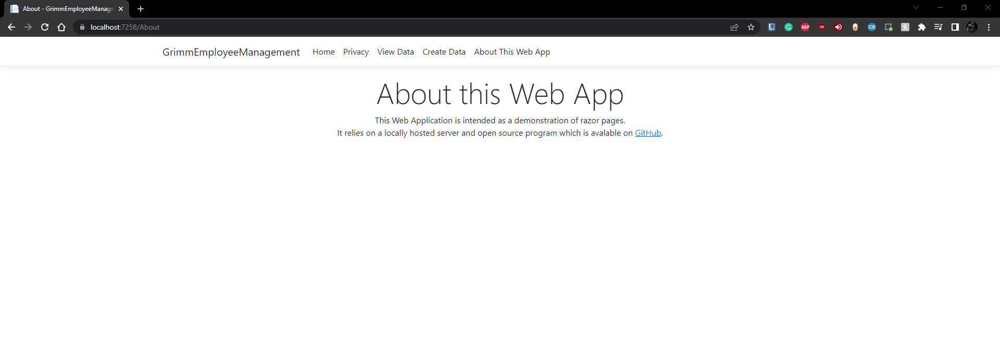 About - GrimmEmployeeManage
localhost:7258/About
GrimmEmployeeManagement Home Privacy View Data Create Data About This Web App
About this Web App
This Web Application is intended as a demonstration of razor pages.
It relies on a locally hosted server and open source program which is avalable on GitHub.